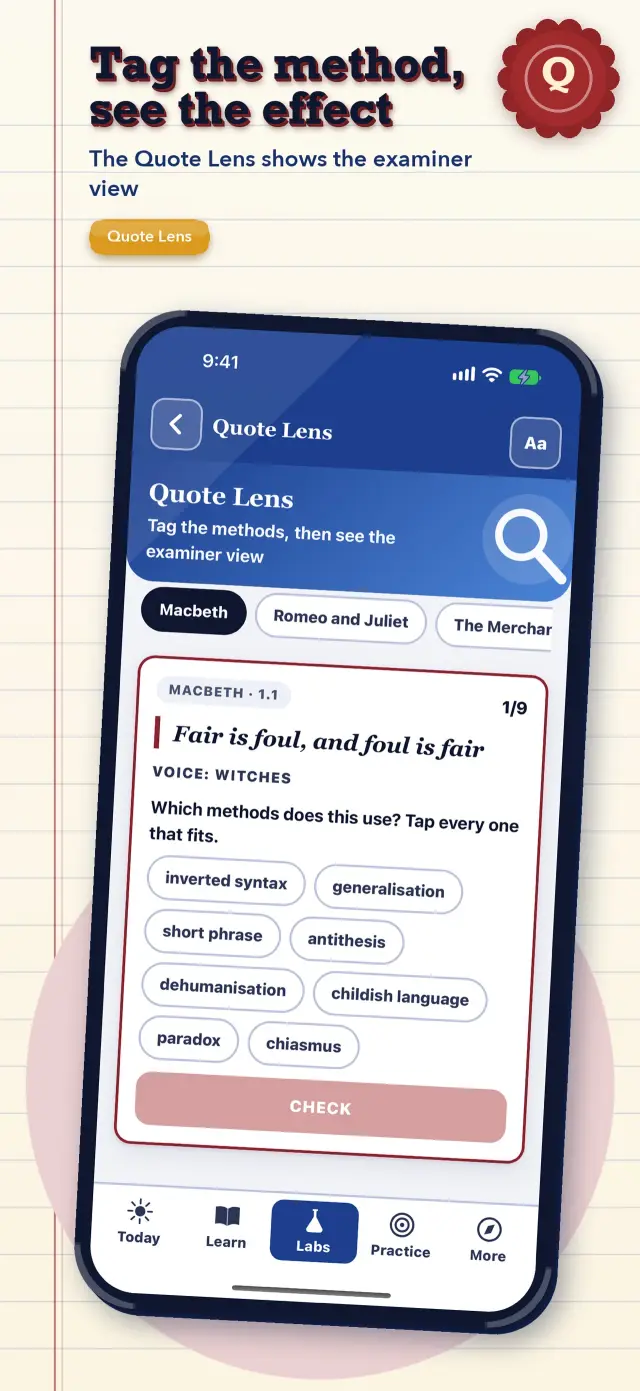 Tag the method,
see the effect
Q
The Quote Lens shows the examiner
view
Quote Lens
9:41
Quote Lens
Aa
Quote Lens
Tag the methods, then see the
examiner view
Macbeth
Romeo and Juliet
The Merchar
MACBETH · 1.1
1/9
Fair is foul, and foul is fair
VOICE: WITCHES
Which methods does this use? Tap every one
that fits.
inverted syntax
generalisation
short phrase
antithesis
dehumanisation
childish language
paradox
chiasmus
CHECK
Today
Learn
Labs
Practice
More